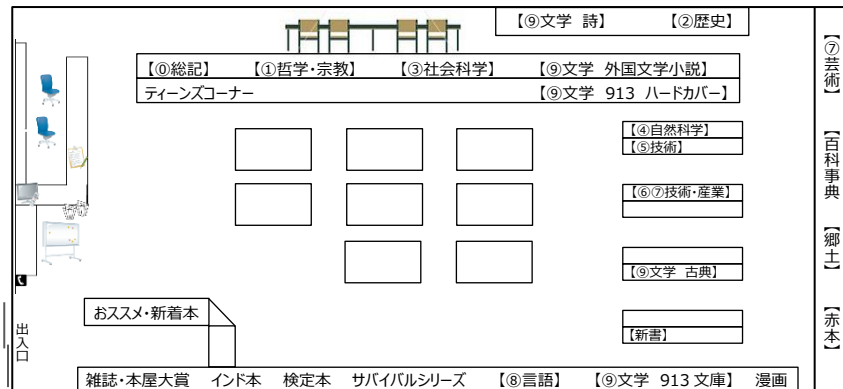 【⑨文学 詩】 【②歴史】
【⓪総記】 【①哲学・宗教】 【③社会科学】 【⑨文学 外国文学小説】
ティーンズコーナー 【⑨文学 913 ハードカバー】
【④自然科学】
【⑤技術】
【⑥⑦技術・産業】
【⑨文学 古典】
【新書】
【⑦芸術】
【百科事典】
【郷土】
【赤本】
おススメ・新着本
出入口
雑誌・本屋大賞 インド本 検定本 サバイバルシリーズ 【⑧言語】 【⑨文学 913 文庫】 漫画